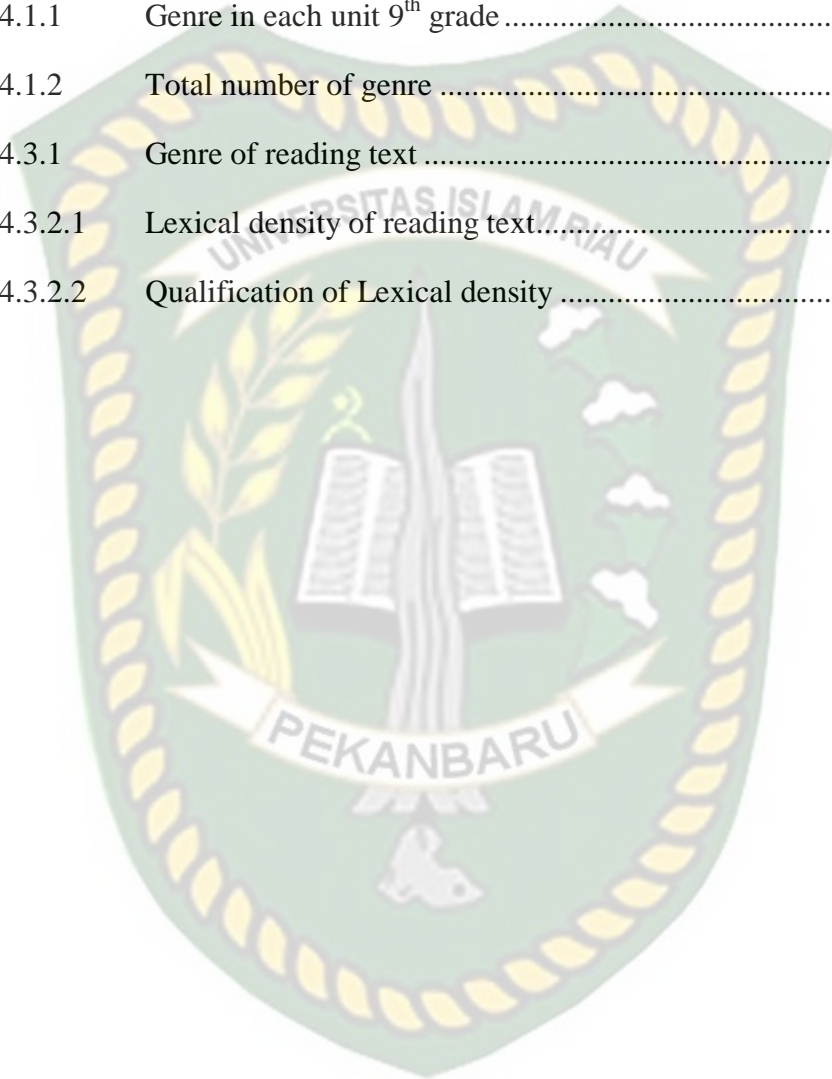 4.1.1 Genre in each unit 9th grade ........................................
4.1.2 Total number of genre ................................................
4.3.1 Genre of reading text ..................................................
UNIVERSITAS ISLAM RIAU
4.3.2.1 Lexical density of reading text....................................
4.3.2.2 Qualification of Lexical density .................................
PEKANBARU